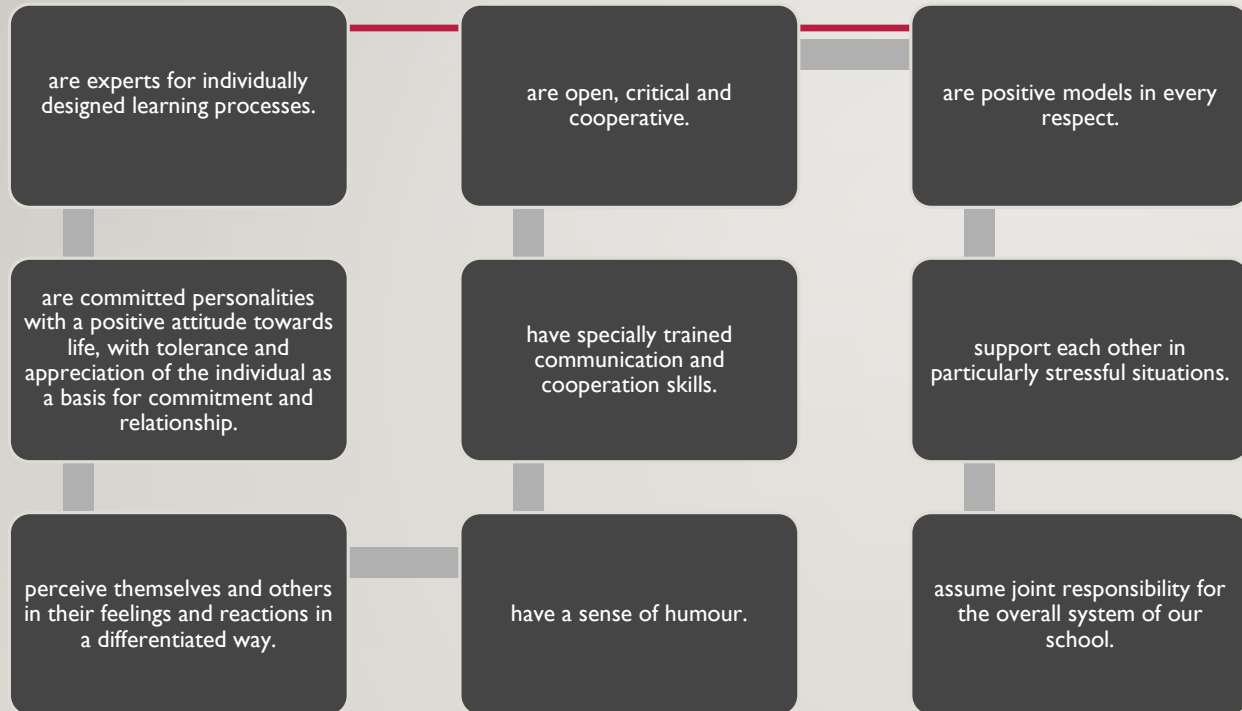 are experts for individually
designed learning processes.
are committed personalities
with a positive attitude towards
life, with tolerance and
appreciation of the individual as
a basis for commitment and
relationship.
perceive themselves and others
in their feelings and reactions in
a differentiated way.
have a sense of humour.
have specially trained
communication and
cooperation skills.
are open, critical and
cooperative.
are positive models in every
respect.
support each other in
particularly stressful situations.
assume joint responsibility for
the overall system of our
school.